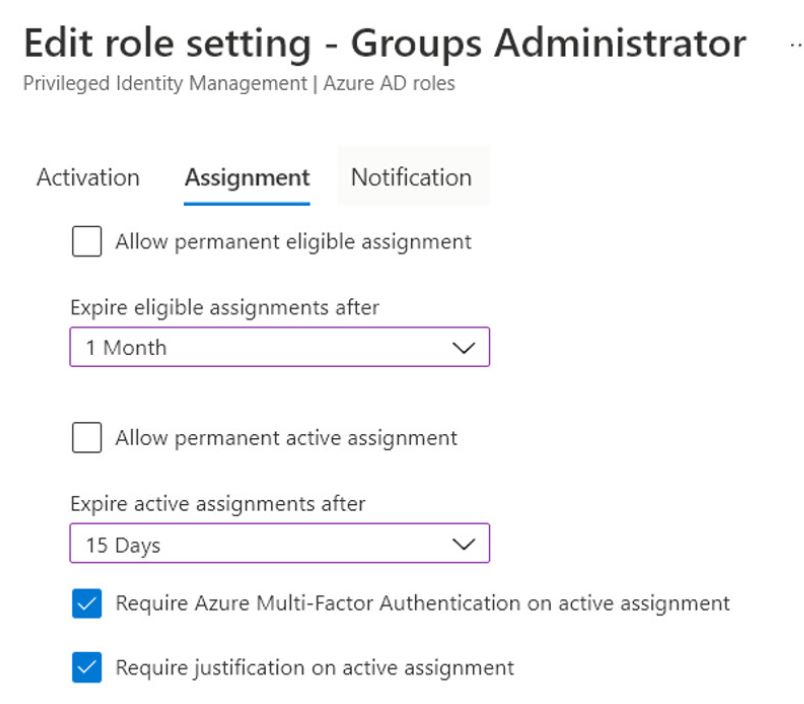 Edit role setting - Groups Administrator
Privileged Identity Management | Azure AD roles
Activation Assignment Notification
Allow permanent eligible assignment
Expire eligible assignments after
1 Month
Allow permanent active assignment
Expire active assignments after
15 Days
Require Azure Multi-Factor Authentication on active assignment
Require justification on active assignment